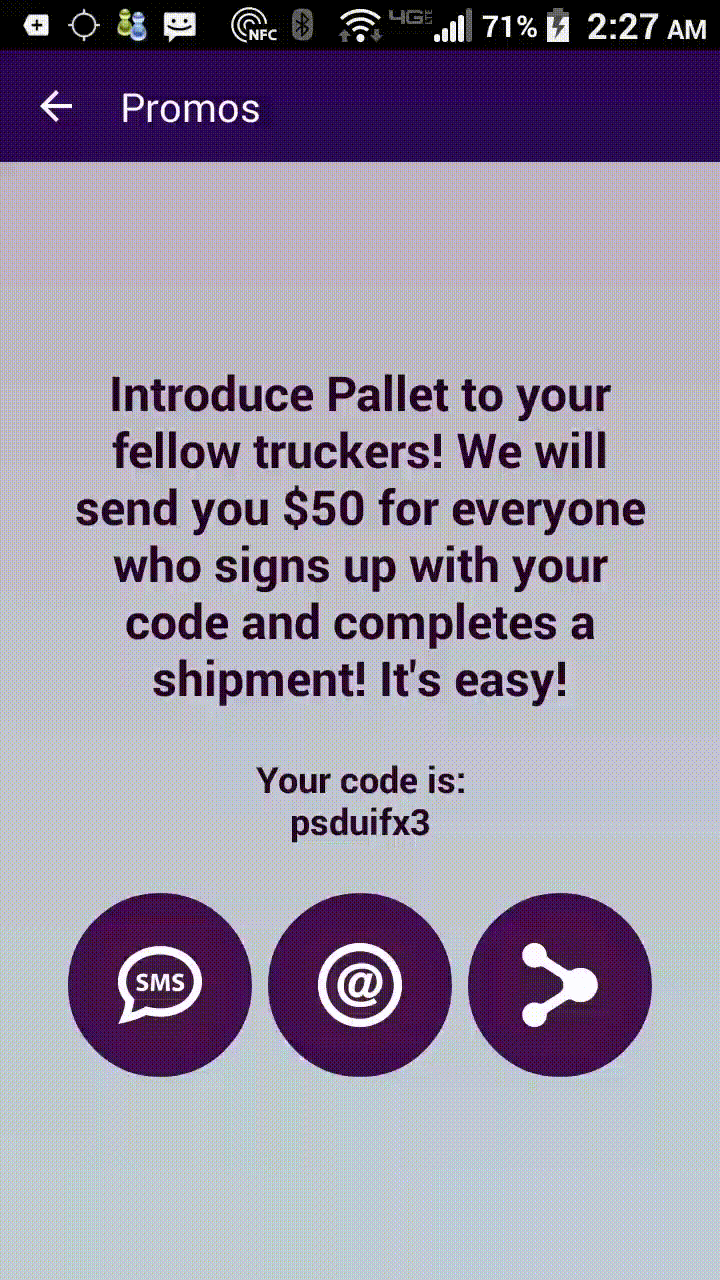 NFC 4G LTE 71% 2:27 AM
Promos
Introduce Pallet to your
fellow truckers! We will
send you $50 for everyone
who signs up with your
code and completes a
shipment! It's easy!
Your code is:
psduifx3
SMS @